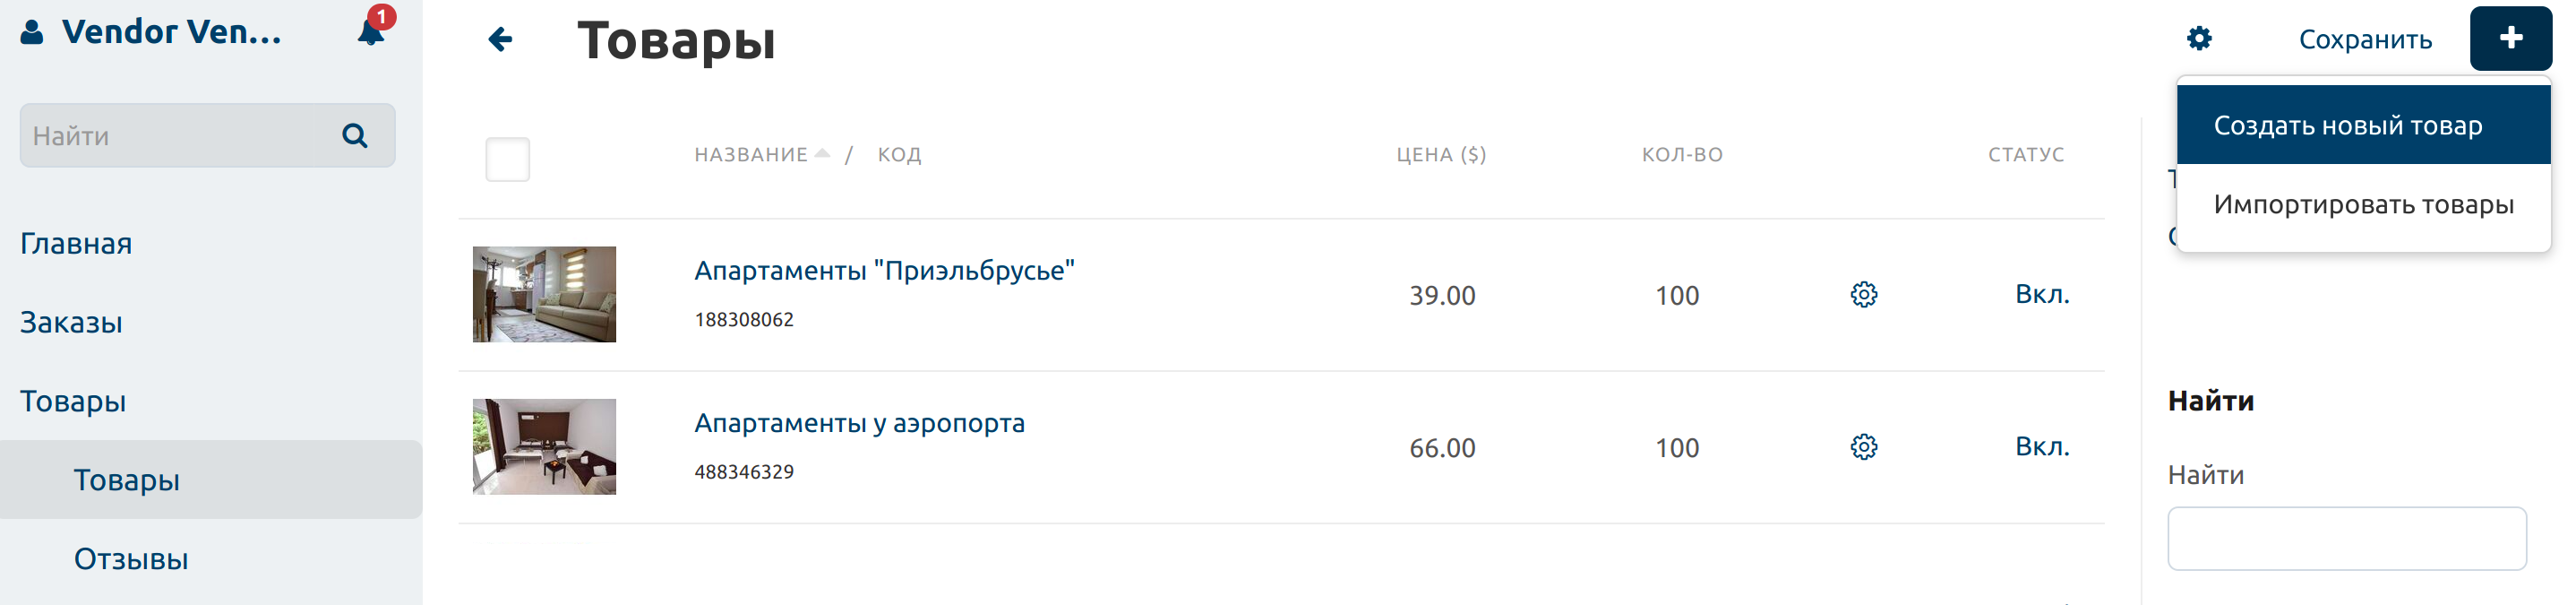 Vendor Ven...
1
Найти
Главная
Заказы
Товары
Товары
Отзывы
Товары
Сохранить
Создать новый товар
Импортировать товары
НАЗВАНИЕ / КОД ЦЕНА ($) КОЛ-ВО СТАТУС
Апартаменты "Приэльбрусье"
188308062
39.00 100 Вкл.
Апартаменты у аэропорта
488346329
66.00 100 Вкл.
Найти
Найти